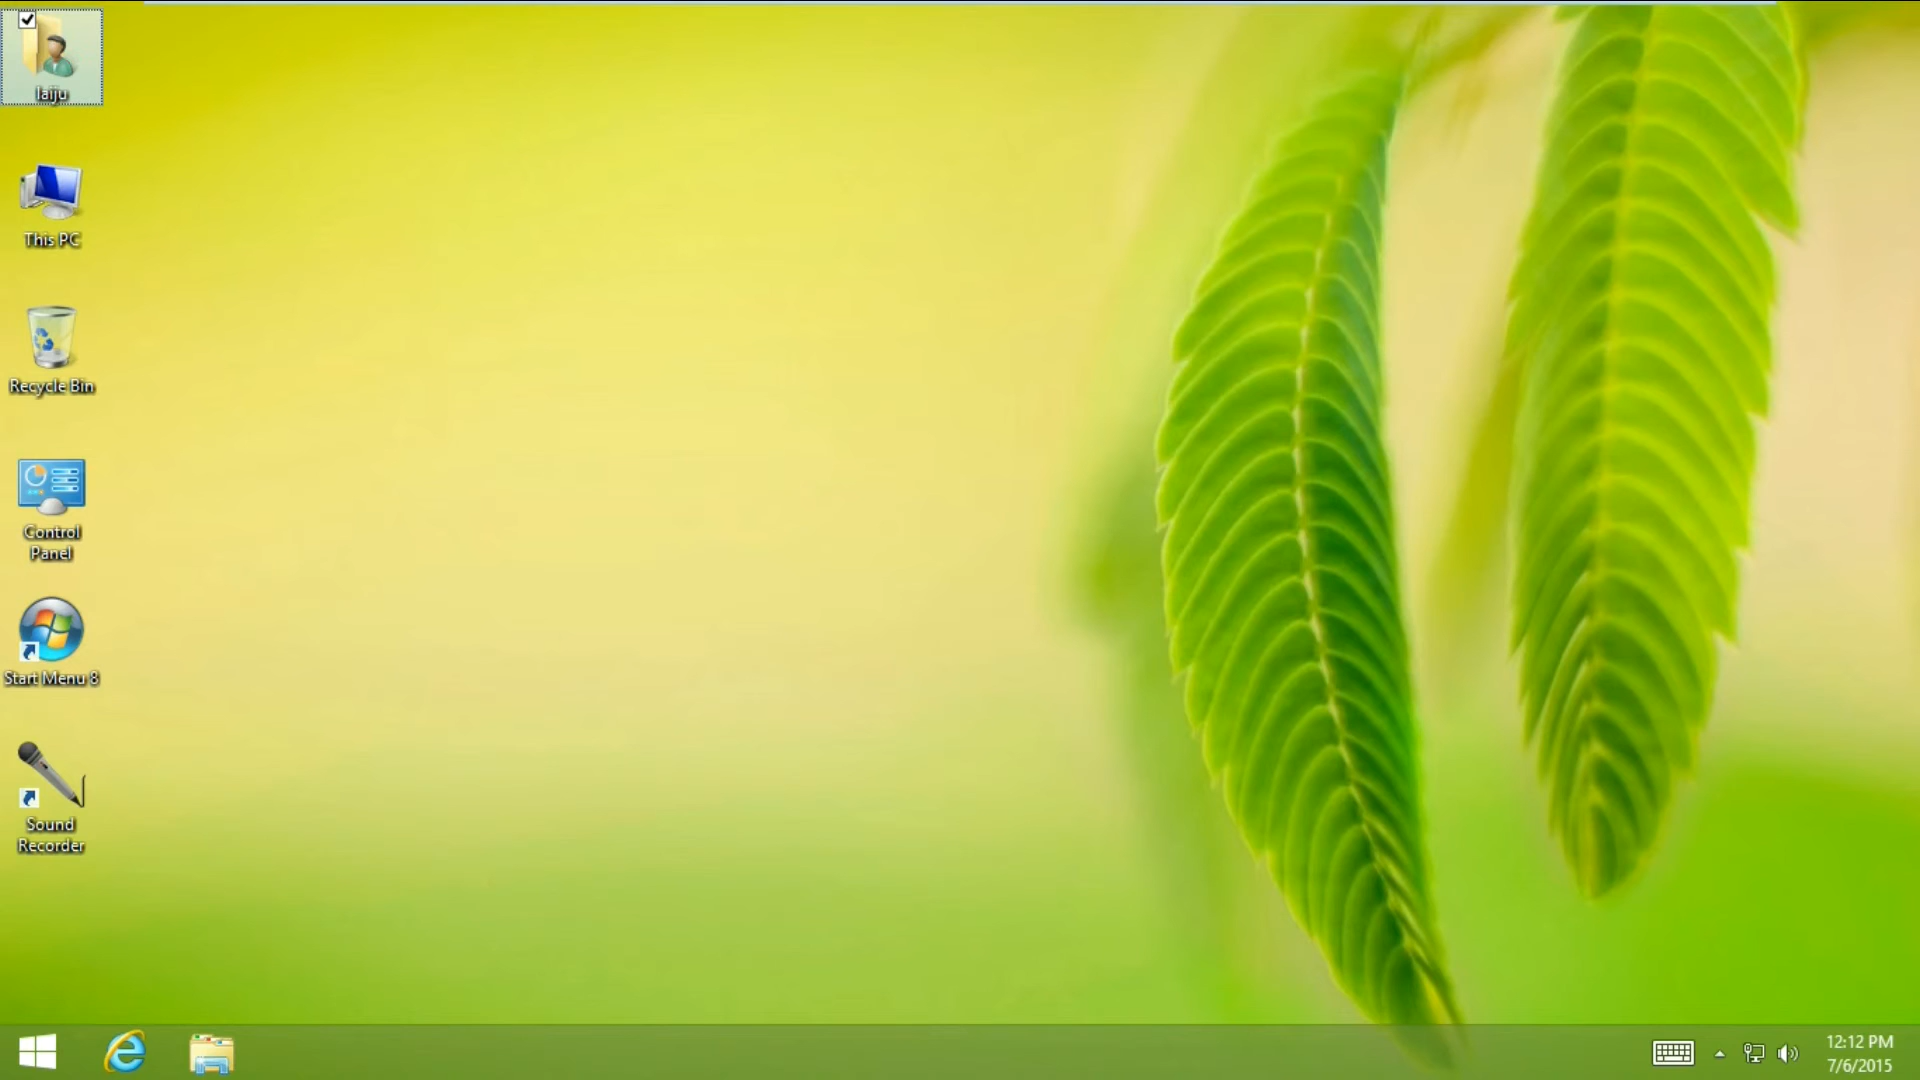 laiju
This PC
Recycle Bin
Control
Panel
Start Menu 8
Sound
Recorder
12:12 PM
7/6/2015